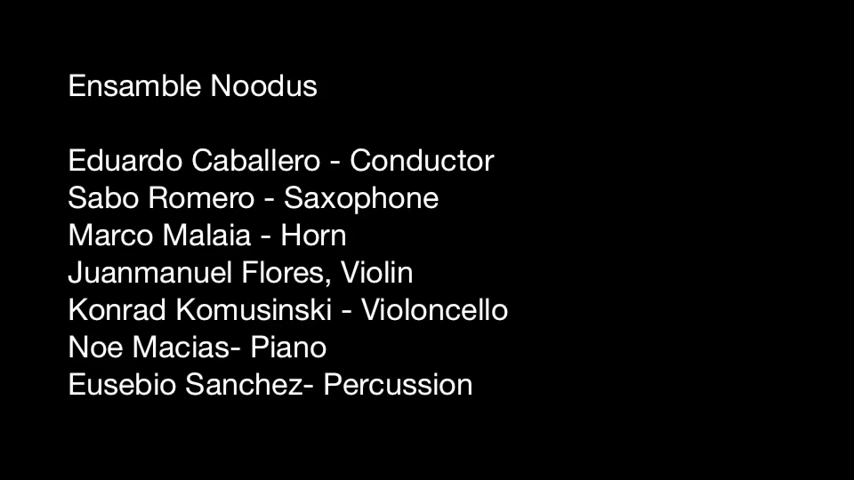 Ensamble Noodus
Eduardo Caballero - Conductor
Sabo Romero - Saxophone
Marco Malaia - Horn
Juanmanuel Flores, Violin
Konrad Komusinski - Violoncello
Noe Macias- Piano
Eusebio Sanchez- Percussion